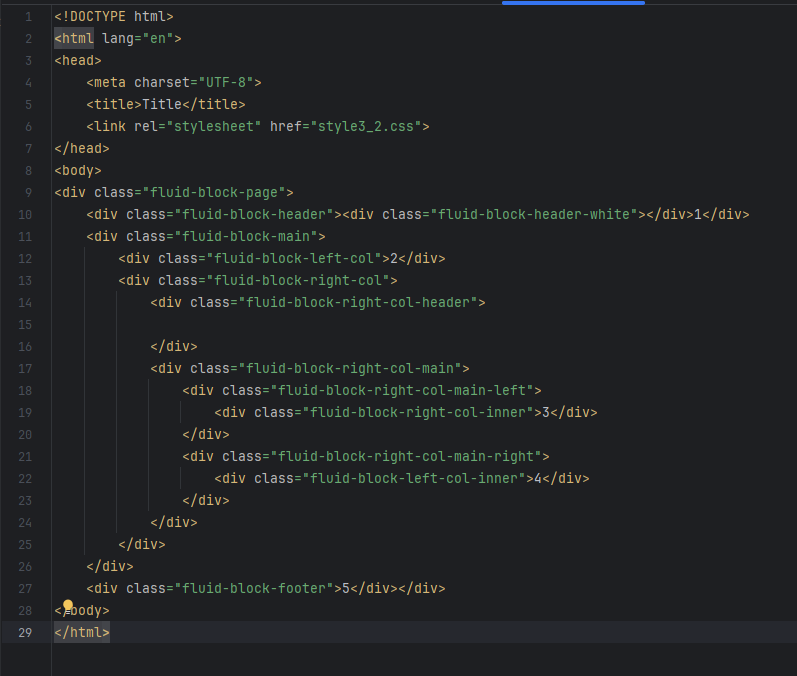 1 <!DOCTYPE html>
2 <html lang="en">
3 <head>
4     <meta charset="UTF-8">
5     <title>Title</title>
6     <link rel="stylesheet" href="style3_2.css">
7 </head>
8 <body>
9 <div class="fluid-block-page">
10     <div class="fluid-block-header"><div class="fluid-block-header-white"></div>1</div>
11     <div class="fluid-block-main">
12         <div class="fluid-block-left-col">2</div>
13         <div class="fluid-block-right-col">
14             <div class="fluid-block-right-col-header">
15
16             </div>
17             <div class="fluid-block-right-col-main">
18                 <div class="fluid-block-right-col-main-left">
19                     <div class="fluid-block-right-col-inner">3</div>
20                 </div>
21                 <div class="fluid-block-right-col-main-right">
22                     <div class="fluid-block-left-col-inner">4</div>
23                 </div>
24             </div>
25         </div>
26     </div>
27     <div class="fluid-block-footer">5</div></div>
28 </body>
29 </html>